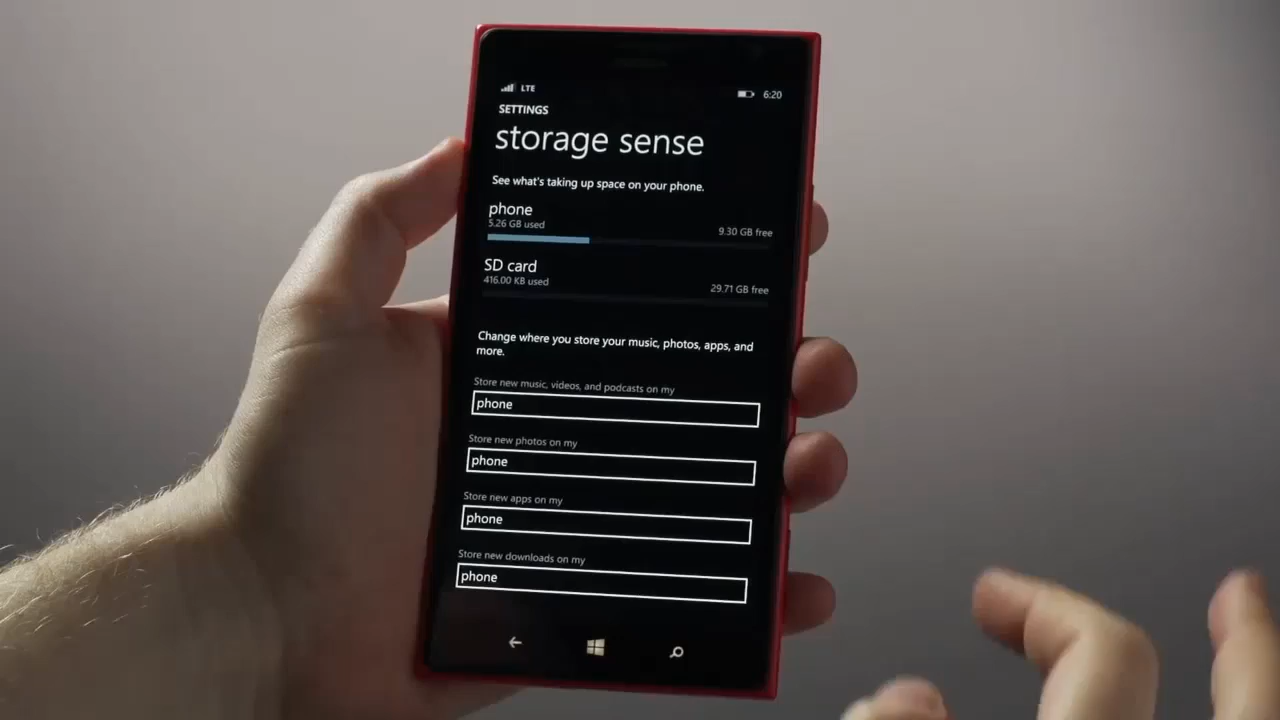 LTE 6:20
SETTINGS
storage sense
See what's taking up space on your phone.
phone
5.26 GB used 9.30 GB free
SD card
416.00 KB used 29.71 GB free
Change where you store your music, photos, apps, and
more.
Store new music, videos, and podcasts on my
phone
Store new photos on my
phone
Store new apps on my
phone
Store new downloads on my
phone